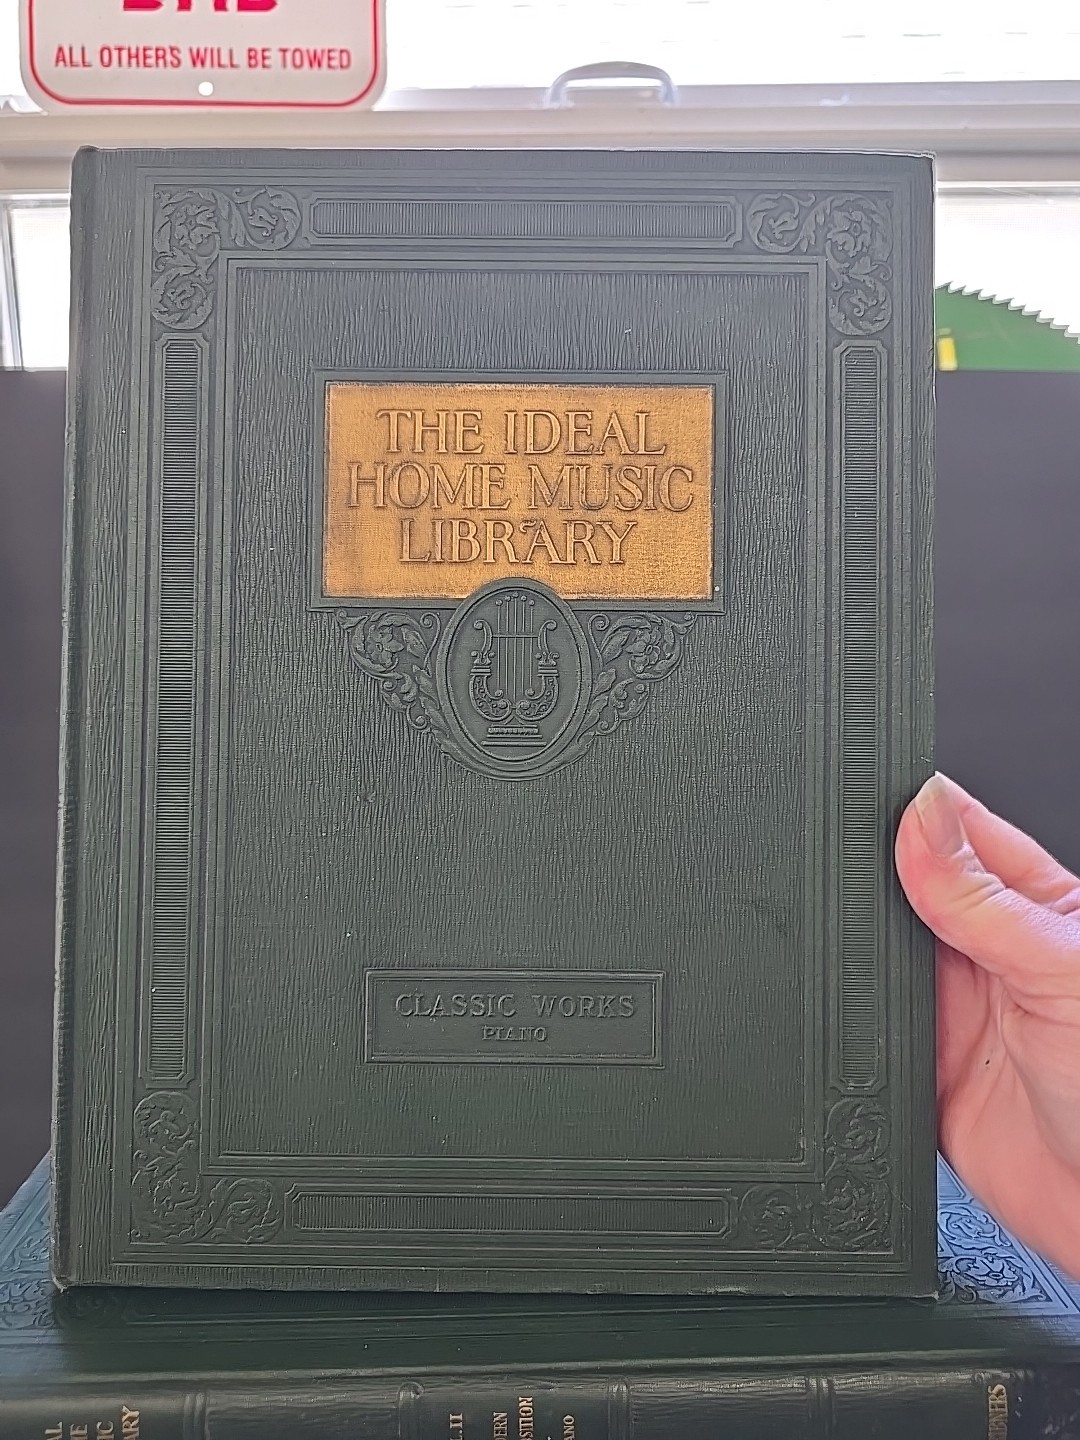 ALL OTHERS WILL BE TOWED
THE IDEAL
HOME MUSIC
LIBRARY
CLASSIC WORKS
PIANO